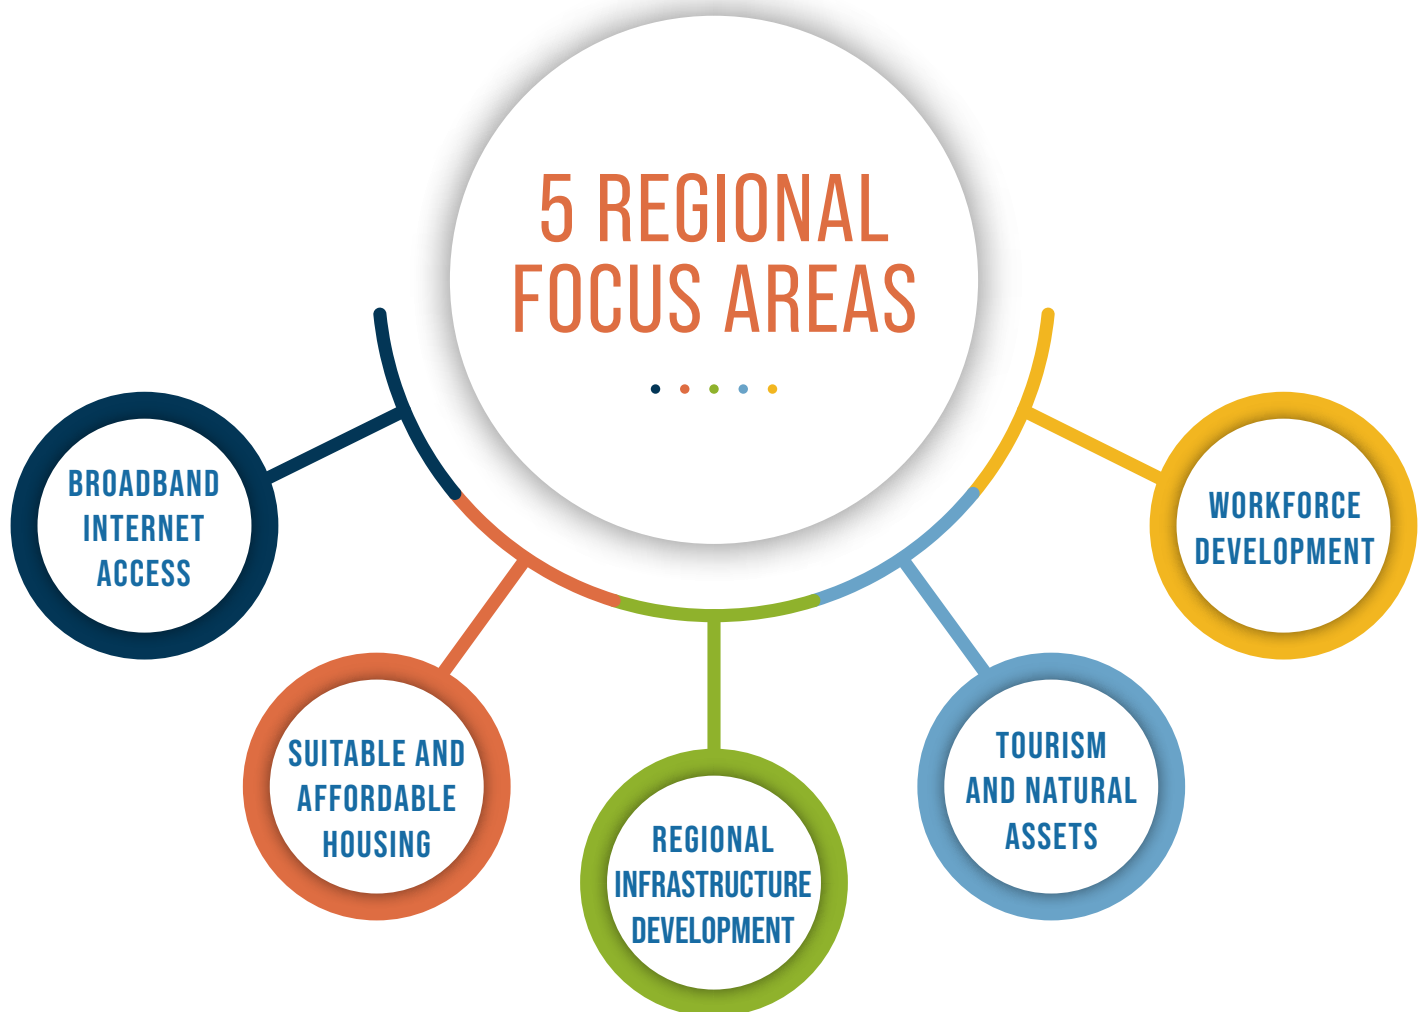 5 REGIONAL
FOCUS AREAS
BROADBAND
INTERNET
ACCESS
SUITABLE AND
AFFORDABLE
HOUSING
REGIONAL
INFRASTRUCTURE
DEVELOPMENT
TOURISM
AND NATURAL
ASSETS
WORKFORCE
DEVELOPMENT